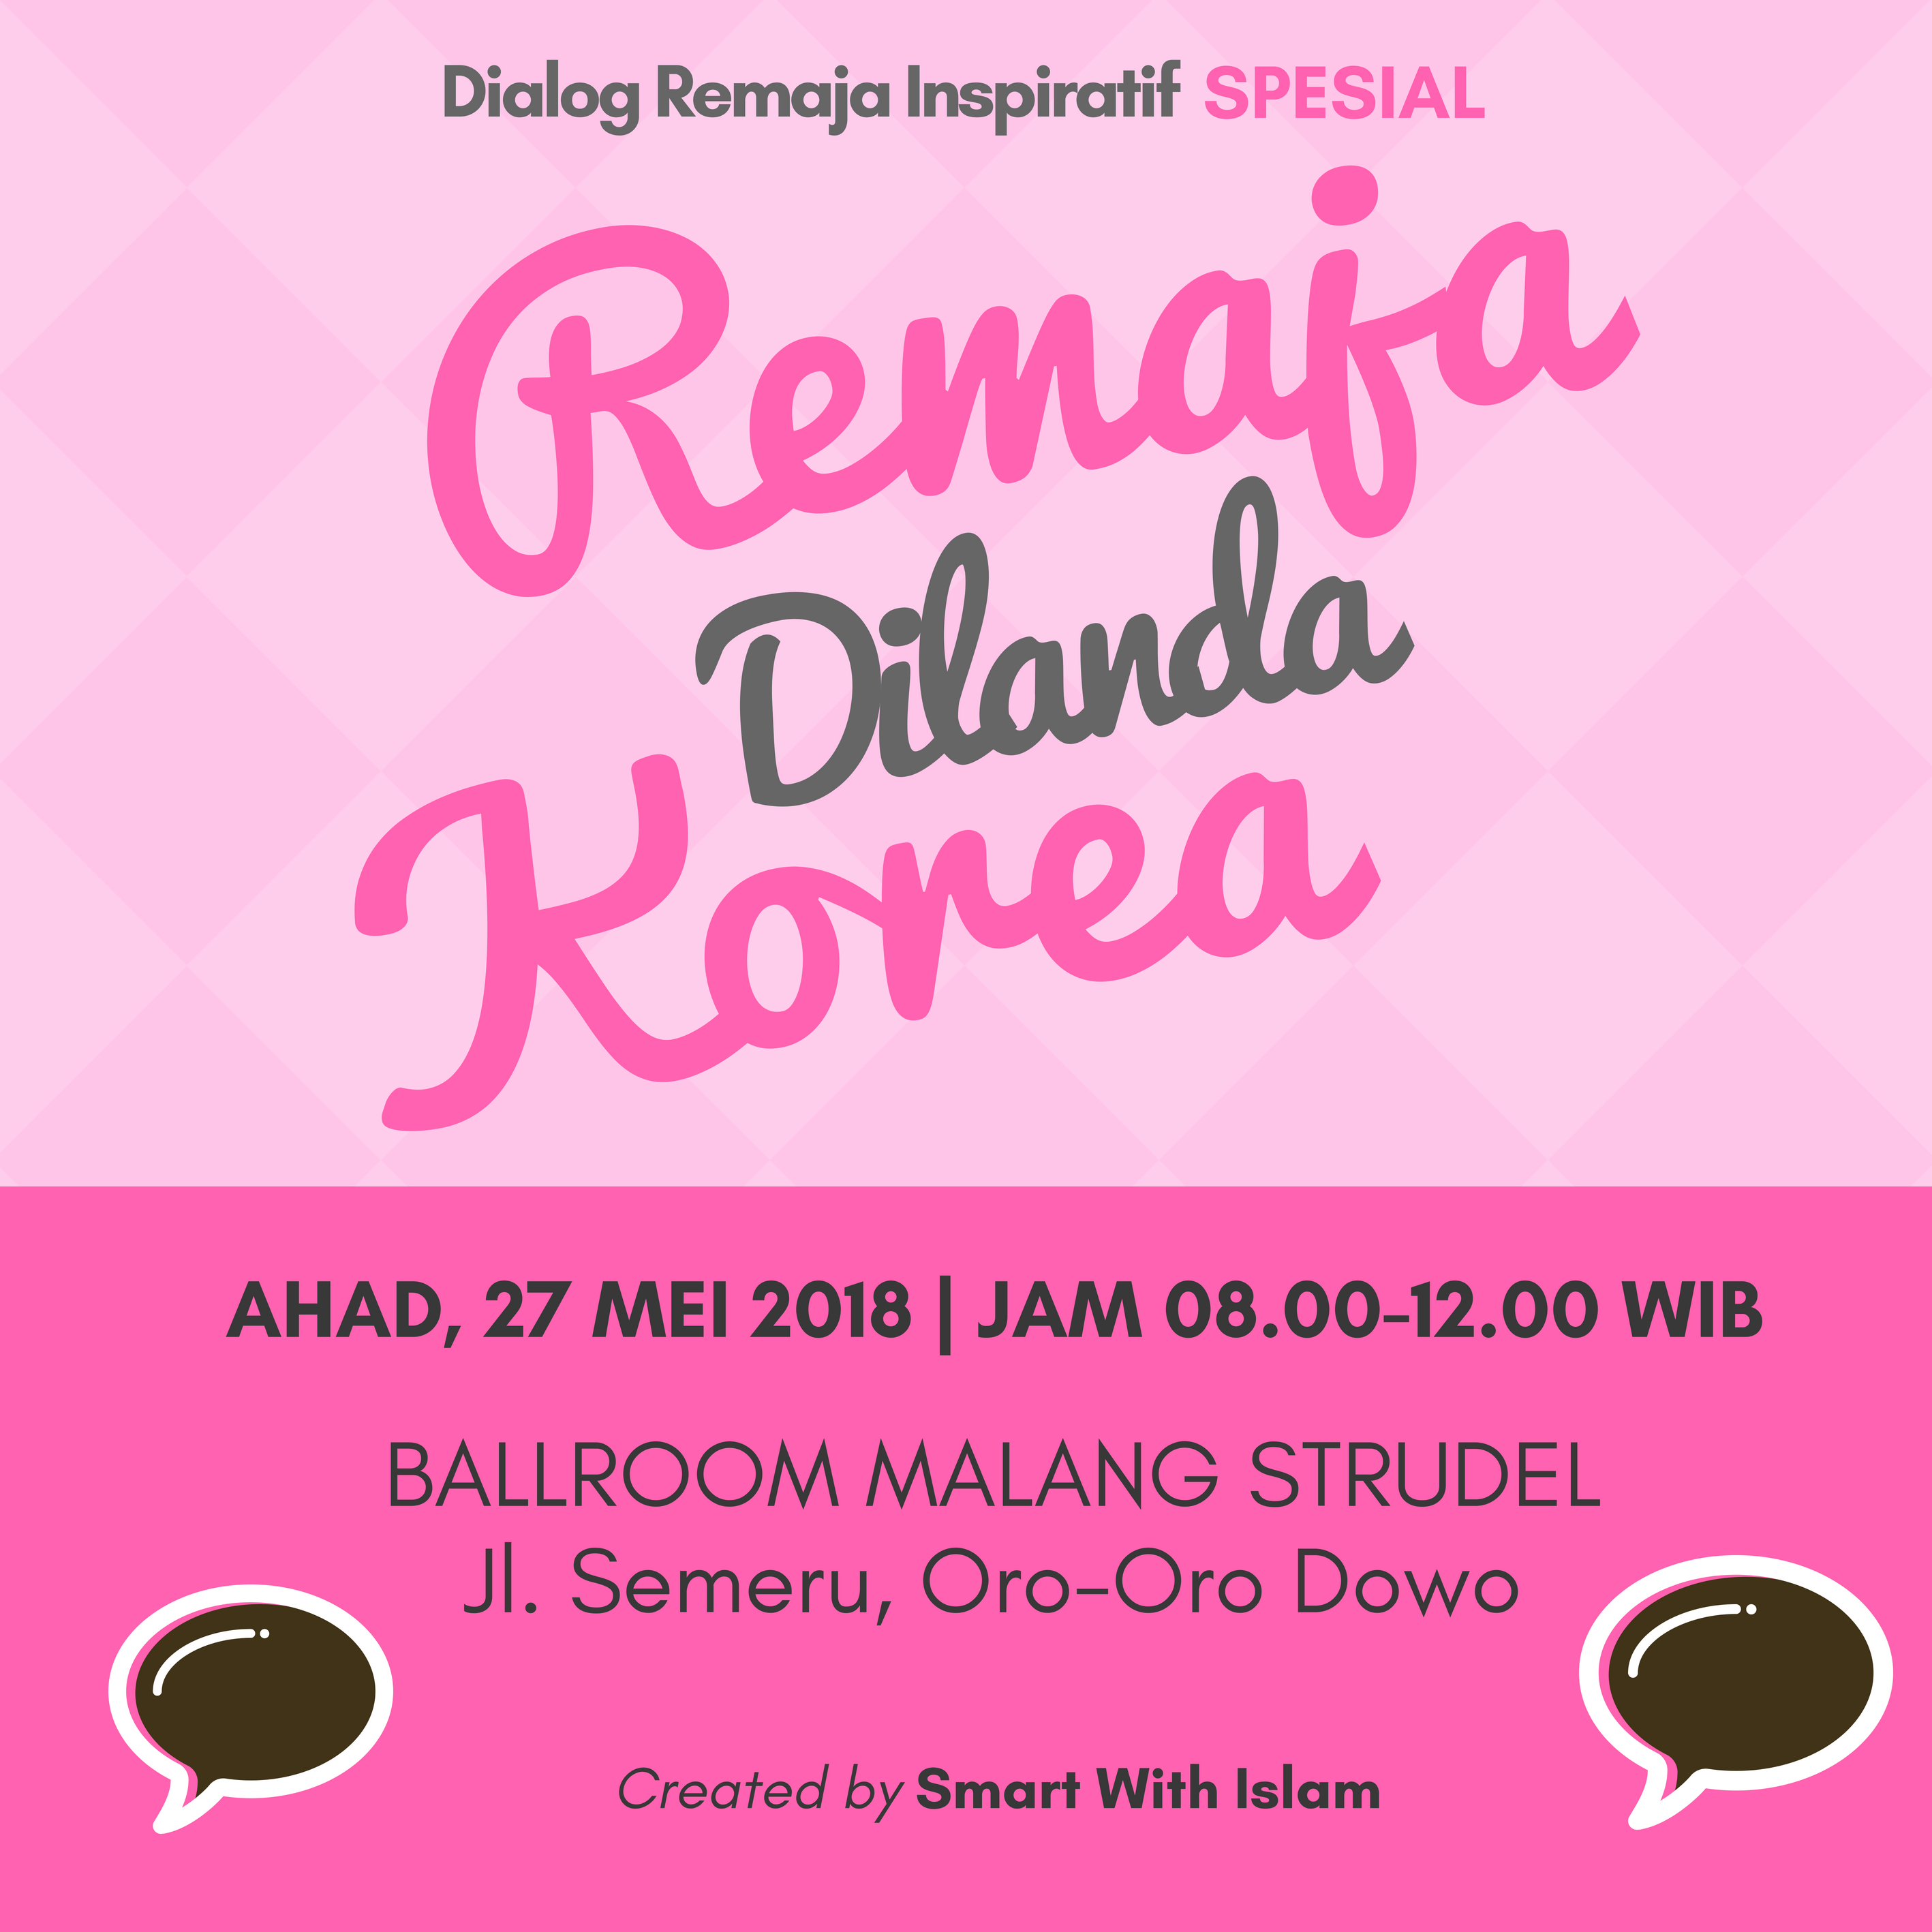 Dialog Remaja Inspiratif SPESIAL
Remaja
Dilanda
Korea
AHAD, 27 MEI 2018 | JAM 08.00-12.00 WIB
BALLROOM MALANG STRUDEL
Jl. Semeru, Oro-Oro Dowo
Created by Smart With Islam